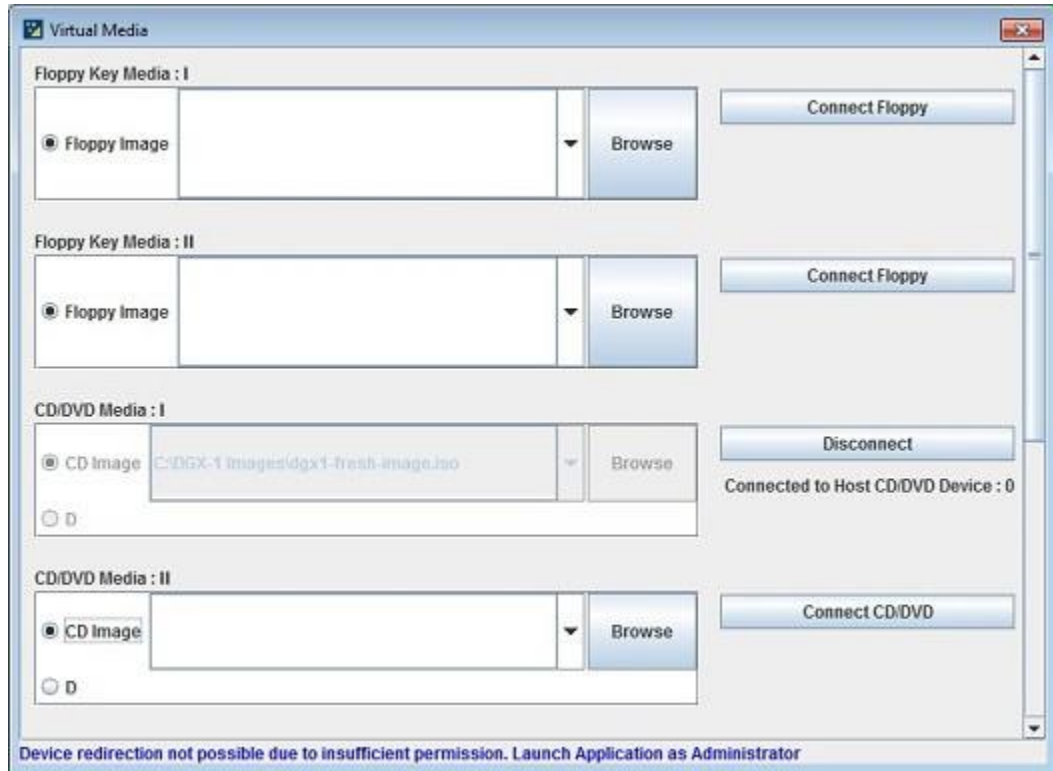 Virtual Media
Floppy Key Media : I
Floppy Image
Browse
Connect Floppy
Floppy Key Media : II
Floppy Image
Browse
Connect Floppy
CD/DVD Media : I
CD Image
C:\DGX-1 Images\dgx1-fresh-image.iso
Browse
Disconnect
Connected to Host CD/DVD Device : 0
D
CD/DVD Media : II
CD Image
Browse
Connect CD/DVD
D
Device redirection not possible due to insufficient permission. Launch Application as Administrator